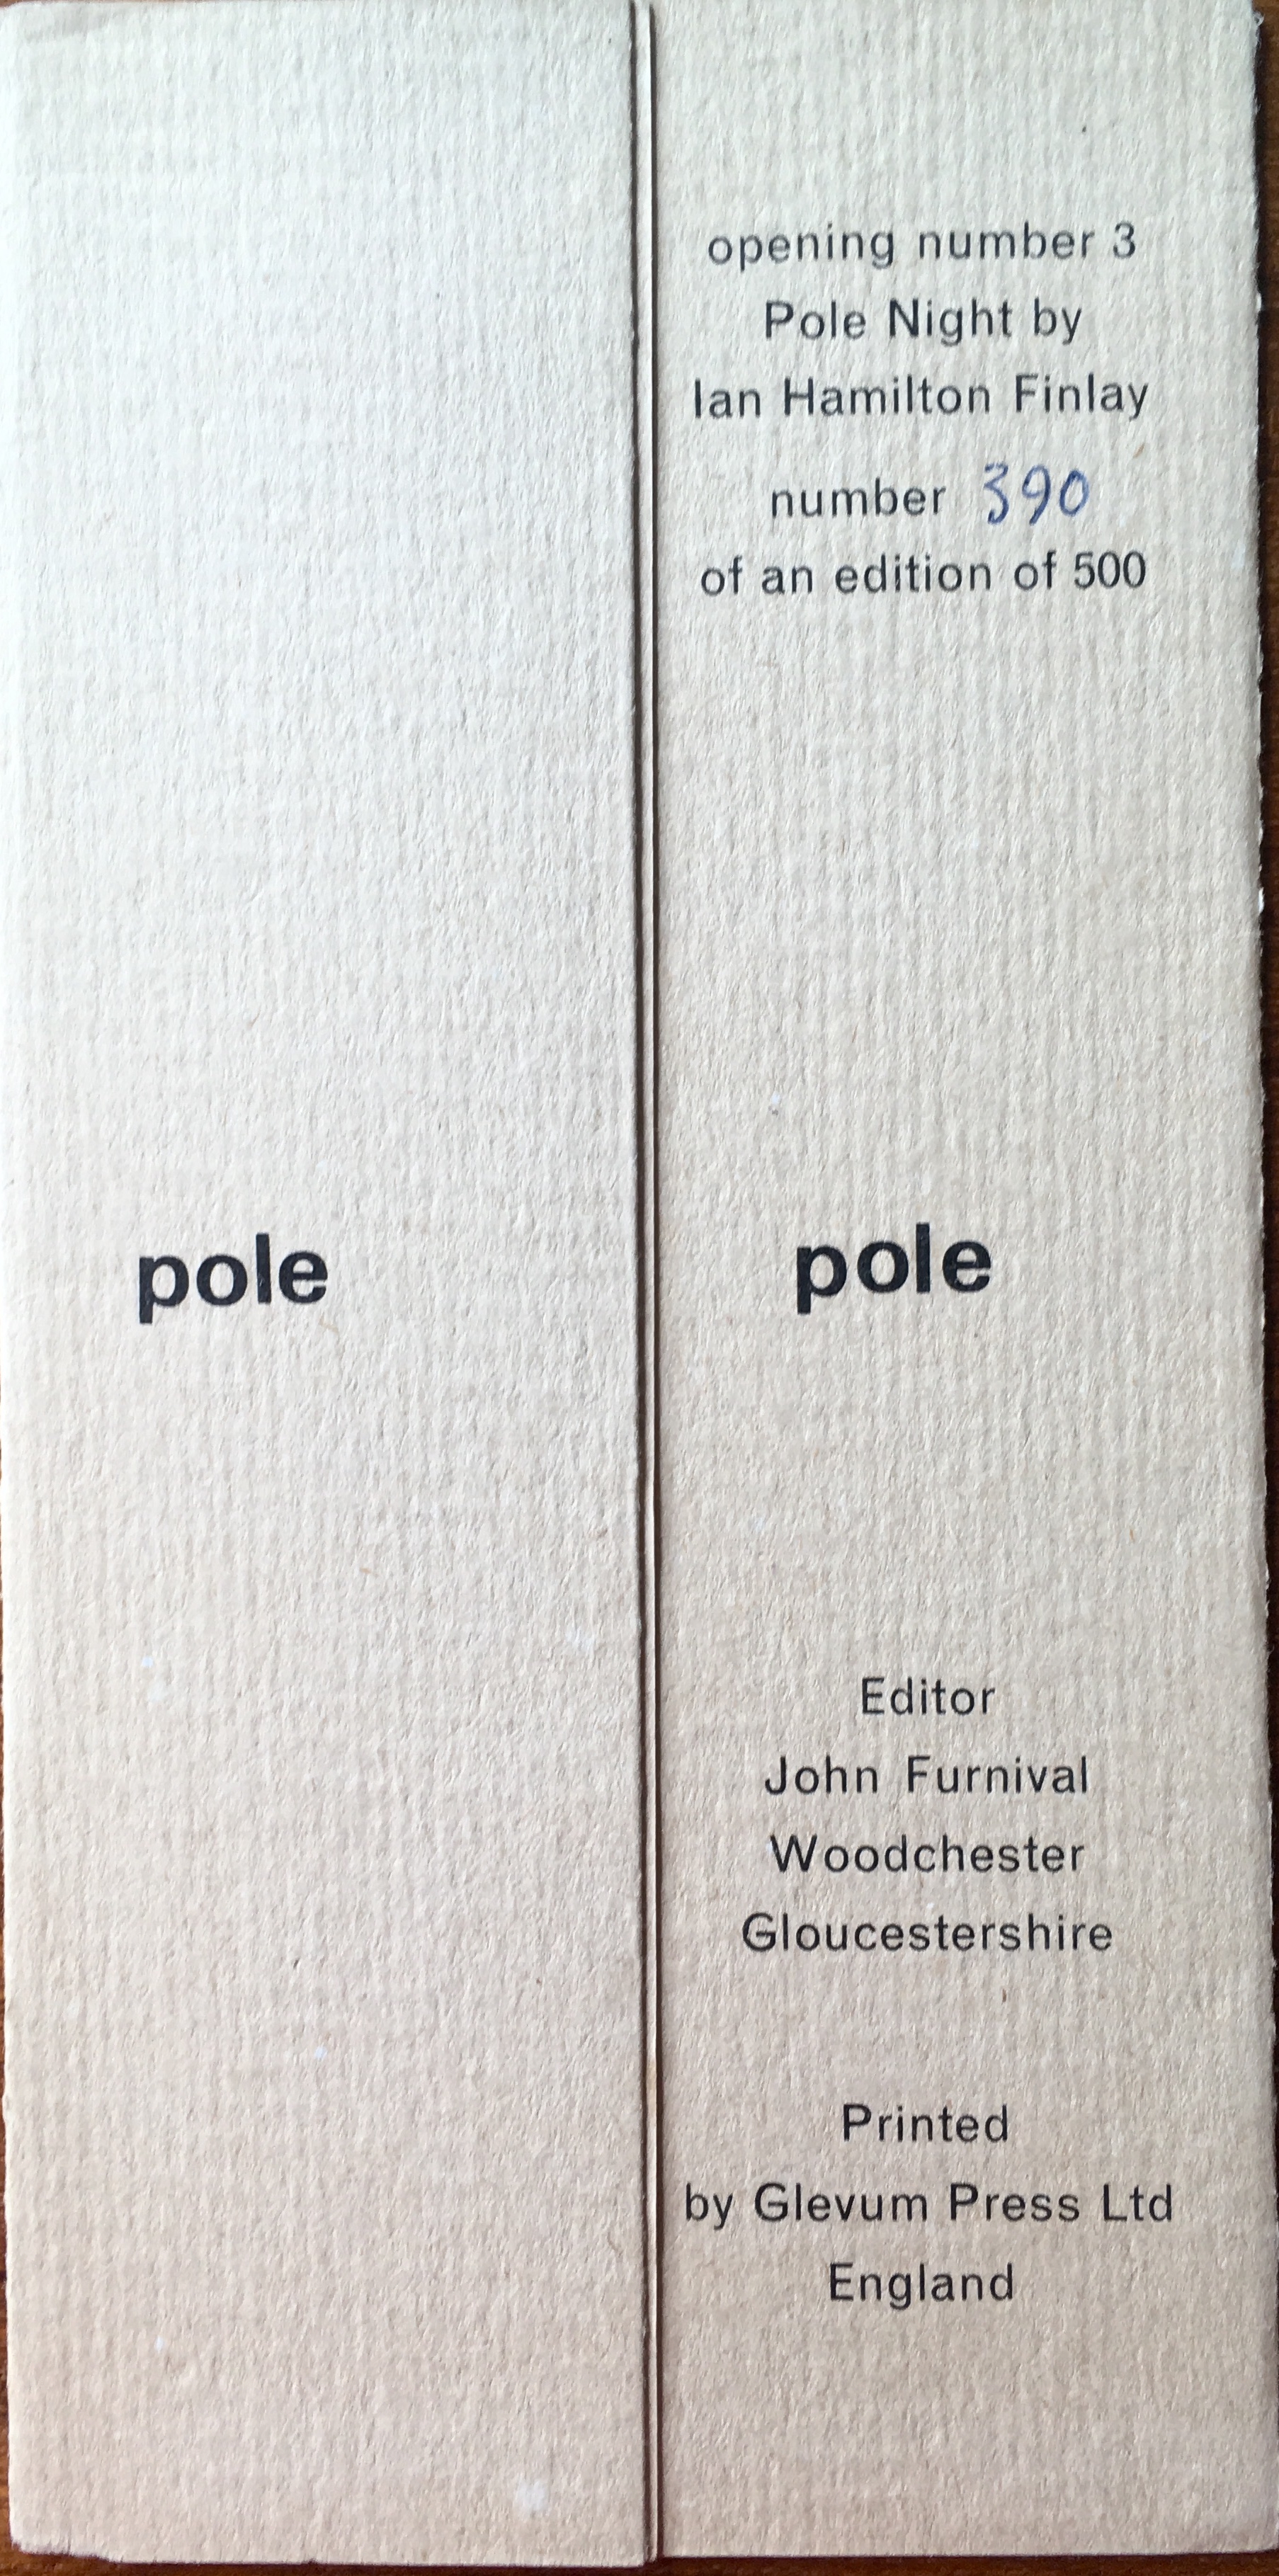 pole
opening number 3
Pole Night by
Ian Hamilton Finlay
number 390
of an edition of 500
pole
Editor
John Furnival
Woodchester
Gloucestershire
Printed
by Glevum Press Ltd
England